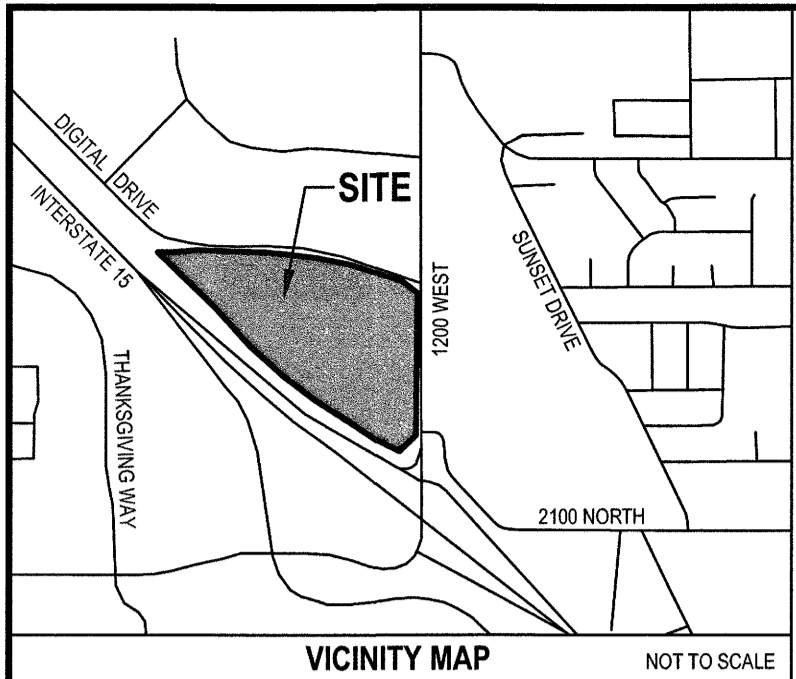 DIGITAL
DRIVE
INTERSTATE 15
SITE
1200 WEST
SUNSET DRIVE
THANKSGIVING WAY
2100 NORTH
VICINITY MAP
NOT TO SCALE